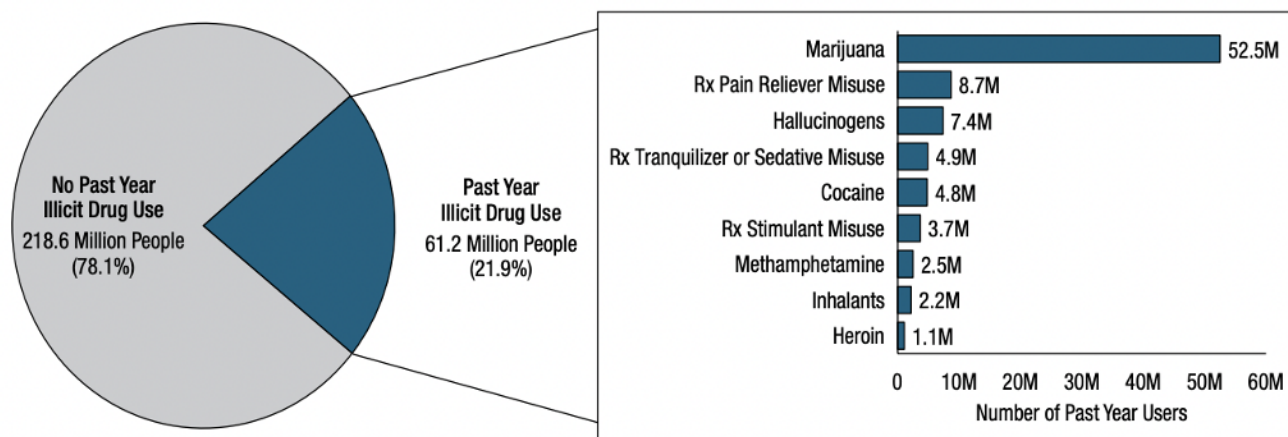 No Past Year
Illicit Drug Use
218.6 Million People
(78.1%)
Past Year
Illicit Drug Use
61.2 Million People
(21.9%)
Marijuana 52.5M
Rx Pain Reliever Misuse 8.7M
Hallucinogens 7.4M
Rx Tranquilizer or Sedative Misuse 4.9M
Cocaine 4.8M
Rx Stimulant Misuse 3.7M
Methamphetamine 2.5M
Inhalants 2.2M
Heroin 1.1M
0 10M 20M 30M 40M 50M 60M
Number of Past Year Users